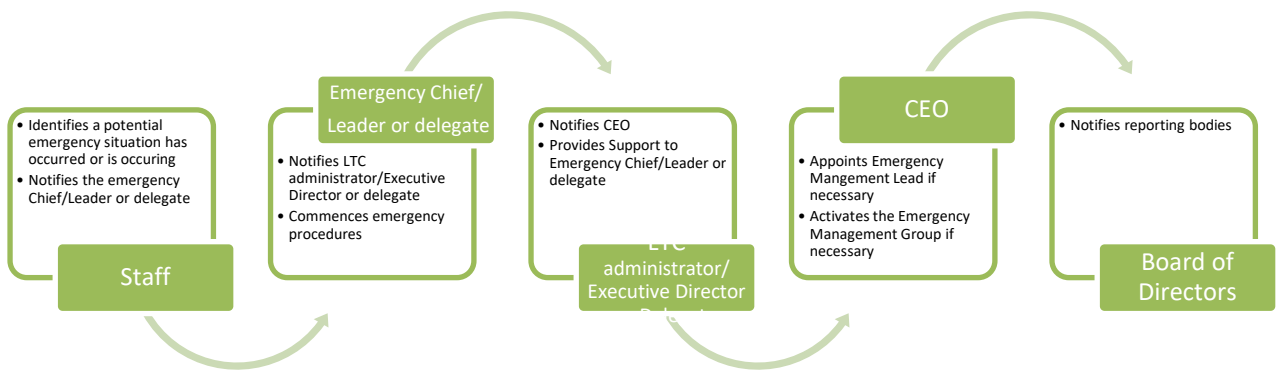 • Identifies a potential
emergency situation has
occurred or is occuring
• Notifies the emergency
Chief/Leader or delegate
Staff
Emergency Chief/
Leader or delegate
• Notifies LTC
administrator/Executive
Director or delegate
• Commences emergency
procedures
• Notifies CEO
• Provides Support to
Emergency Chief/Leader or
delegate
LTC
administrator/
Executive Director
CEO
• Appoints Emergency
Mangement Lead if
necessary
• Activates the Emergency
Management Group if
necessary
• Notifies reporting bodies
Board of
Directors